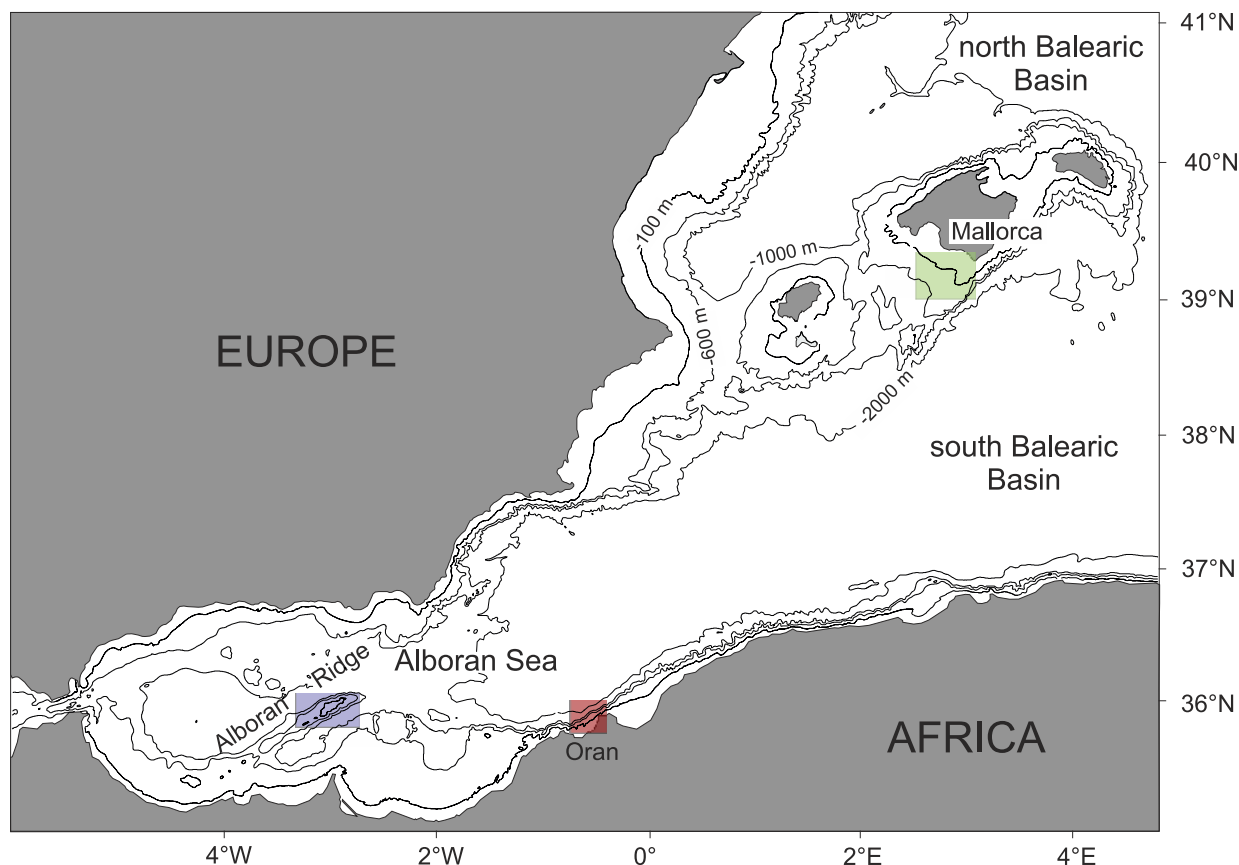 41°N
north Balearic
Basin
40°N
-100 m
Mallorca
-1000 m
39°N
EUROPE
-600 m
-2000 m
38°N
south Balearic
Basin
37°N
Alboran Sea
Alboran Ridge
36°N
Oran
AFRICA
4°W
2°W
0°
2°E
4°E